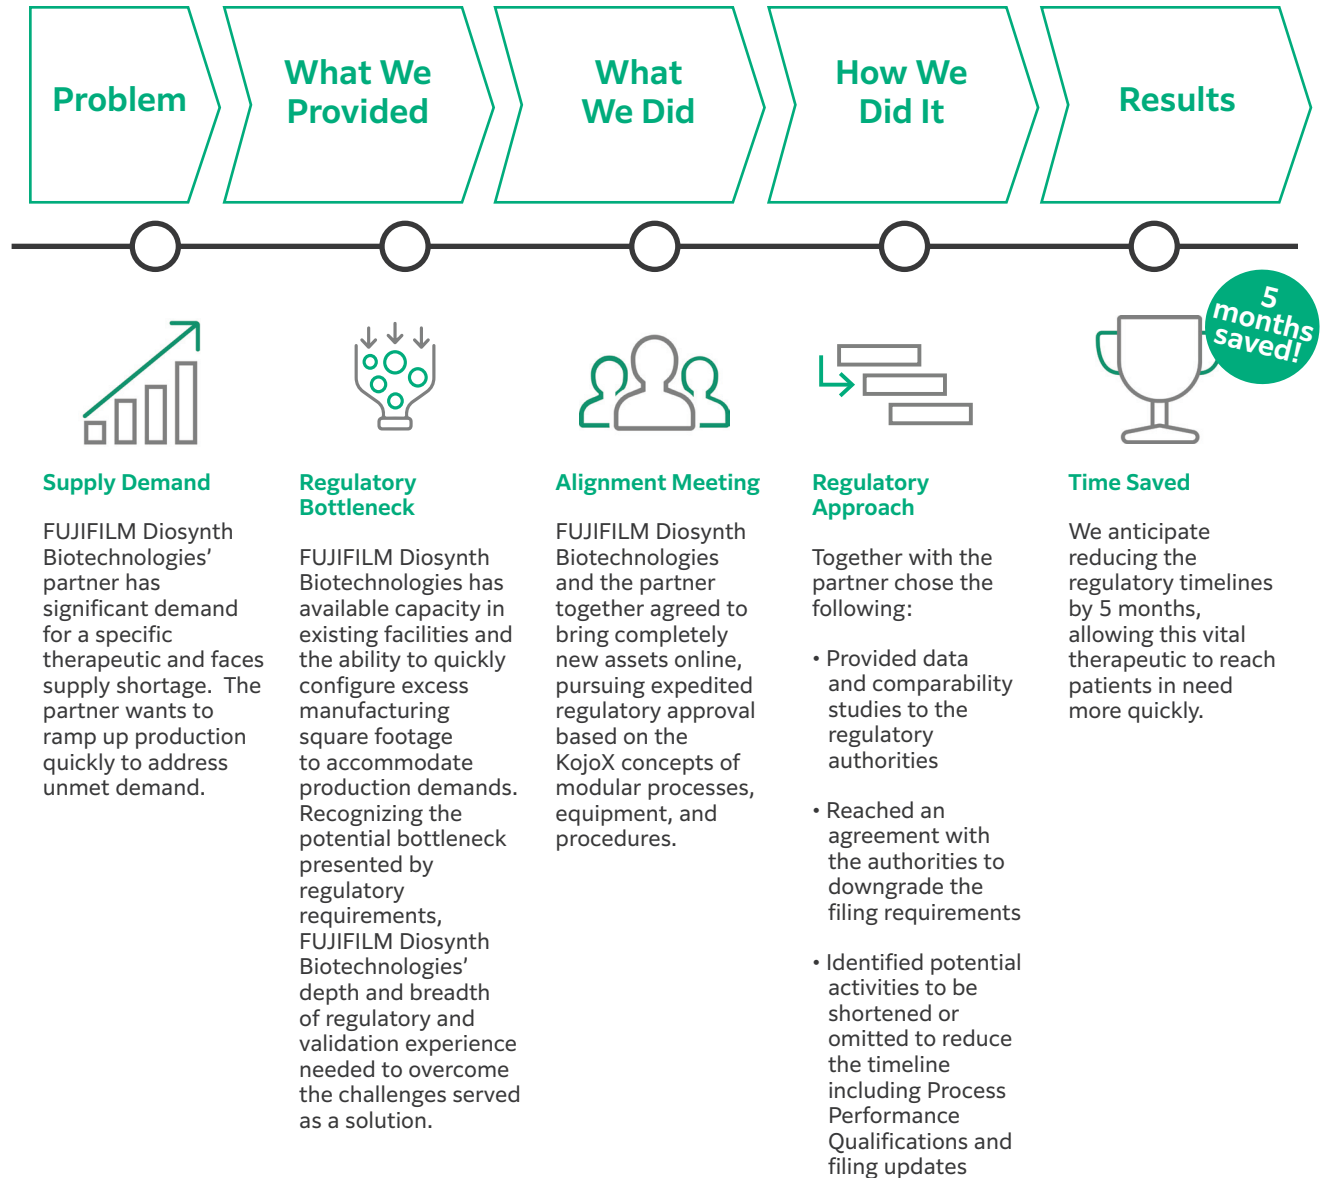 Problem
What We
Provided
What
We Did
How We
Did It
Results
5
months
saved!
Supply Demand
FUJIFILM Diosynth
Biotechnologies’
partner has
significant demand
for a specific
therapeutic and faces
supply shortage.  The
partner wants to
ramp up production
quickly to address
unmet demand.
Regulatory
Bottleneck
FUJIFILM Diosynth
Biotechnologies has
available capacity in
existing facilities and
the ability to quickly
configure excess
manufacturing
square footage
to accommodate
production demands.
Recognizing the
potential bottleneck
presented by
regulatory
requirements,
FUJIFILM Diosynth
Biotechnologies’
depth and breadth
of regulatory and
validation experience
needed to overcome
the challenges served
as a solution.
Alignment Meeting
FUJIFILM Diosynth
Biotechnologies
and the partner
together agreed to
bring completely
new assets online,
pursuing expedited
regulatory approval
based on the
KojoX concepts of
modular processes,
equipment, and
procedures.
Regulatory
Approach
Together with the
partner chose the
following:
• Provided data
and comparability
studies to the
regulatory
authorities
• Reached an
agreement with
the authorities to
downgrade the
filing requirements
• Identified potential
activities to be
shortened or
omitted to reduce
the timeline
including Process
Performance
Qualifications and
filing updates
Time Saved
We anticipate
reducing the
regulatory timelines
by 5 months,
allowing this vital
therapeutic to reach
patients in need
more quickly.